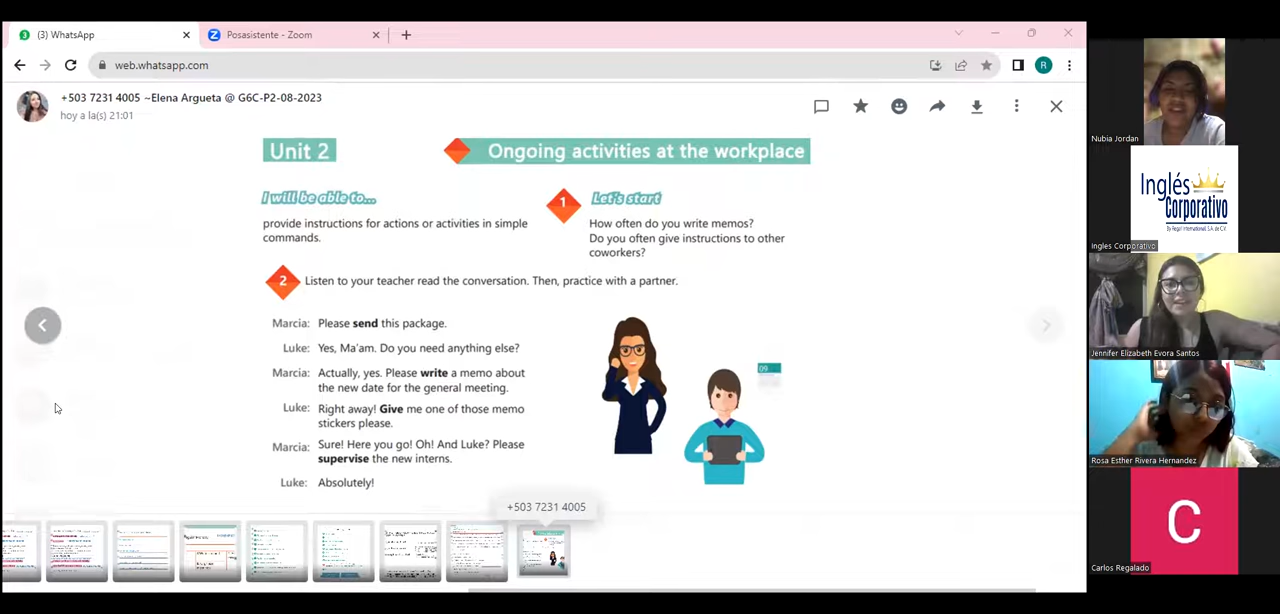 (3) WhatsApp
Posasistente - Zoom
web.whatsapp.com
R
+503 7231 4005 ~Elena Argueta @ G6C-P2-08-2023
hoy a la(s) 21:01
Unit 2
Ongoing activities at the workplace
I will be able to...
provide instructions for actions or activities in simple
commands.
1
Let's start
How often do you write memos?
Do you often give instructions to other
coworkers?
2
Listen to your teacher read the conversation. Then, practice with a partner.
Marcia: Please send this package.
Luke: Yes, Ma'am. Do you need anything else?
Marcia: Actually, yes. Please write a memo about
the new date for the general meeting.
Luke: Right away! Give me one of those memo
stickers please.
Marcia: Sure! Here you go! Oh! And Luke? Please
supervise the new interns.
Luke: Absolutely!
09
+503 7231 4005
Nubia Jordan
Inglés
Corporativo
By Regal International S.A. de C.V.
Ingles Corporativo
Jennifer Elizabeth Evora Santos
Rosa Esther Rivera Hernandez
C
Carlos Regalado